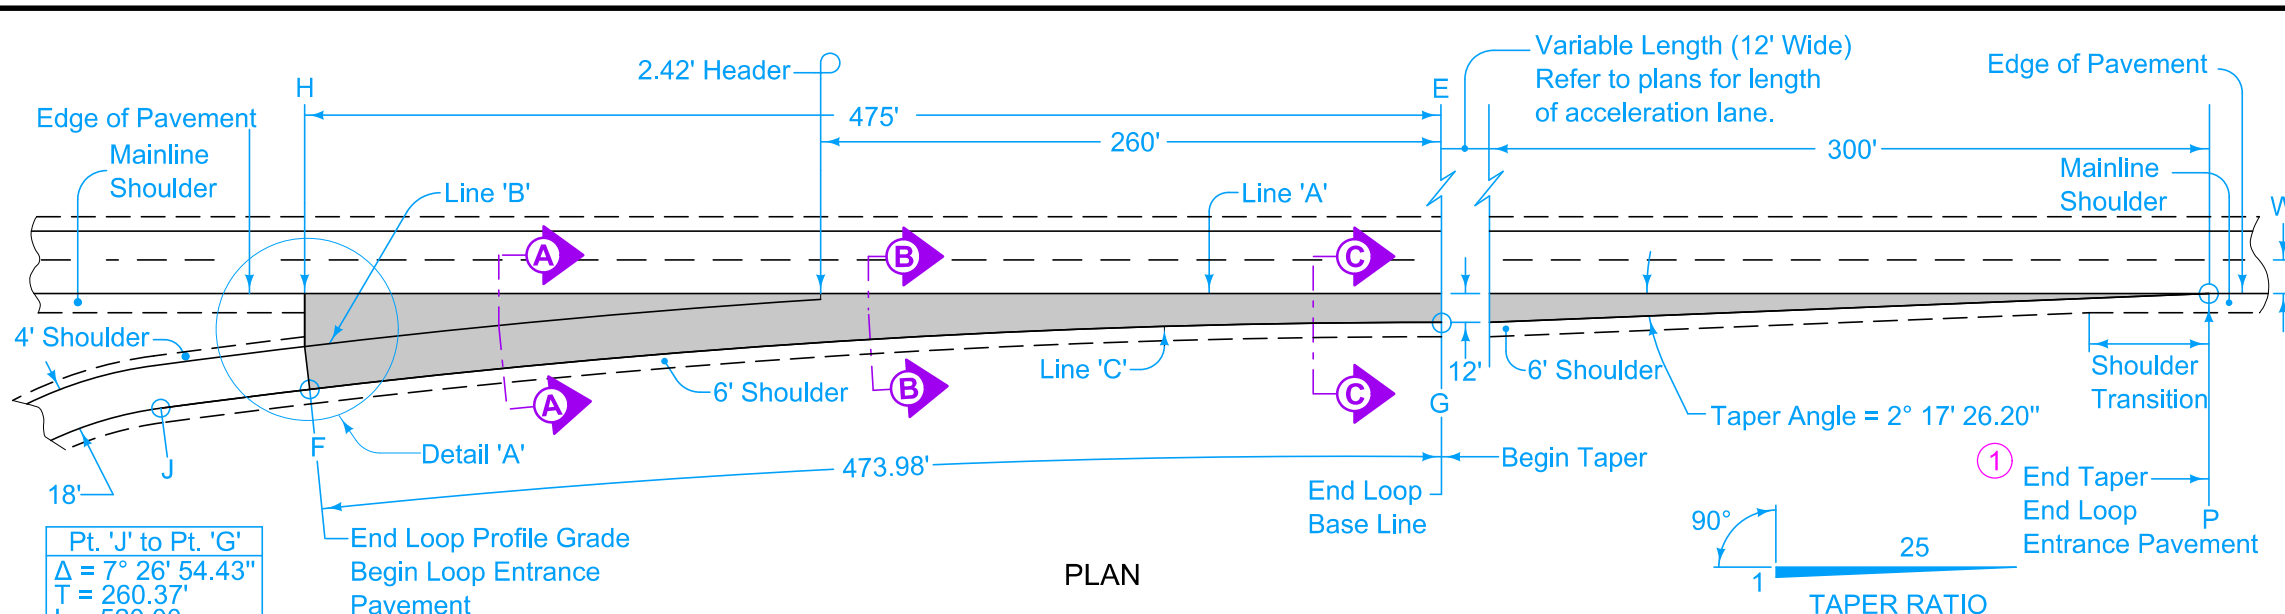 2.42' Header
Variable Length (12' Wide)
Refer to plans for length
of acceleration lane.
Edge of Pavement
H
E
475'
260'
300'
Edge of Pavement
Mainline
Shoulder
Mainline
Shoulder
Line 'B'
Line 'A'
A
B
C
4' Shoulder
6' Shoulder
Line 'C'
12'
6' Shoulder
Shoulder
Transition
A
B
C
G
Taper Angle = 2° 17' 26.20"
J
F
Detail 'A'
473.98'
Begin Taper
18'
1
End Loop
Base Line
End Taper
End Loop
Entrance Pavement
P
Pt. 'J' to Pt. 'G'
Δ = 7° 26' 54.43"
T = 260.37'
End Loop Profile Grade
Begin Loop Entrance
Pavement
PLAN
90°
25
1
TAPER RATIO